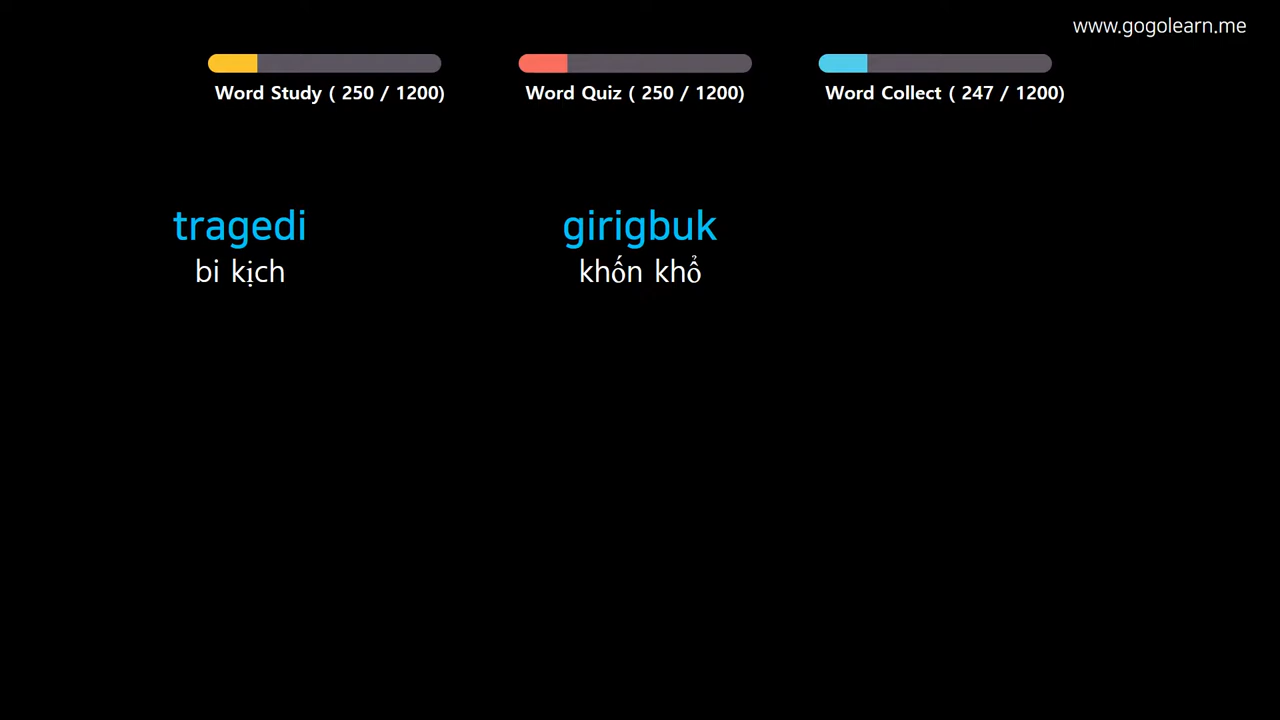 www.gogolearn.me
Word Study ( 250 / 1200)
Word Quiz ( 250 / 1200)
Word Collect ( 247 / 1200)
tragedi
bi kịch
girigbuk
khốn khổ